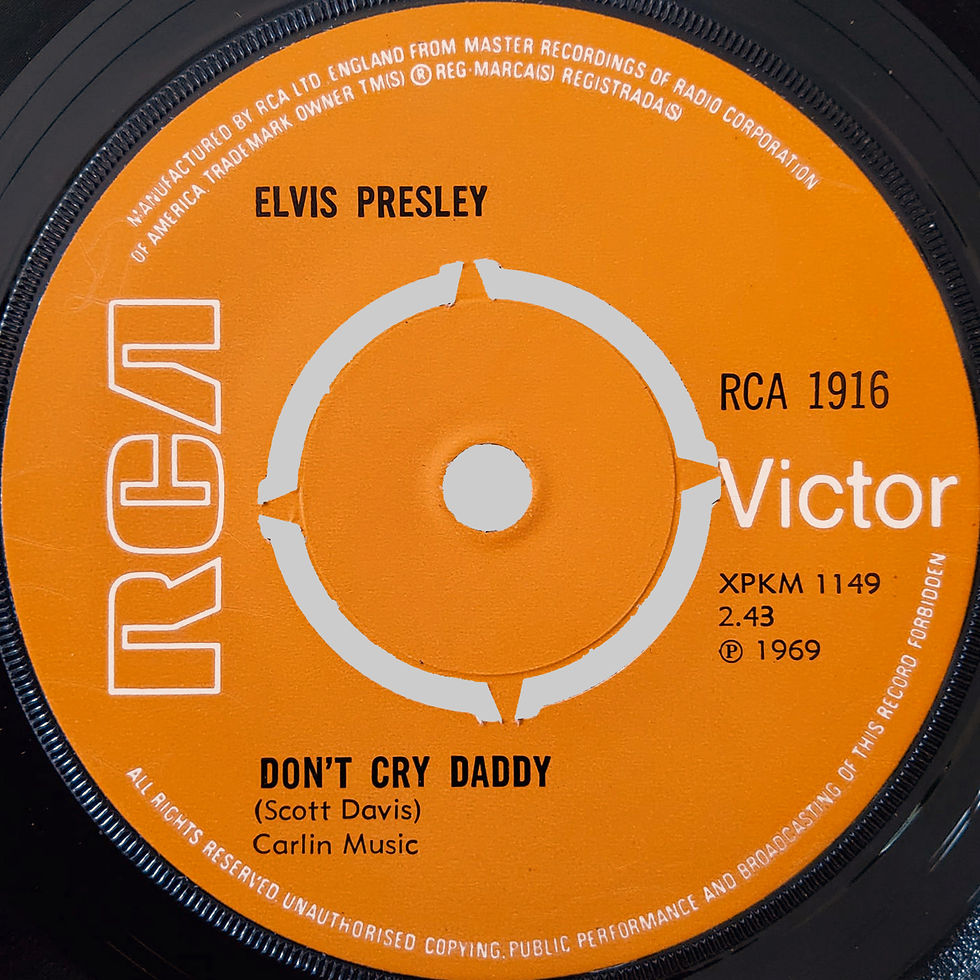 MANUFACTURED BY RCA LTD. ENGLAND FROM MASTER RECORDINGS OF RADIO CORPORATION
OF AMERICA TRADEMARK OWNER TM(S) ® REG·MARCA(S) REGISTRADA(S)
ELVIS PRESLEY
RCA
RCA 1916
Victor
XPKM 1149
2.43
℗ 1969
DON'T CRY DADDY
(Scott Davis)
Carlin Music
ALL RIGHTS RESERVED. UNAUTHORISED COPYING, PUBLIC PERFORMANCE AND BROADCASTING OF THIS RECORD FORBIDDEN